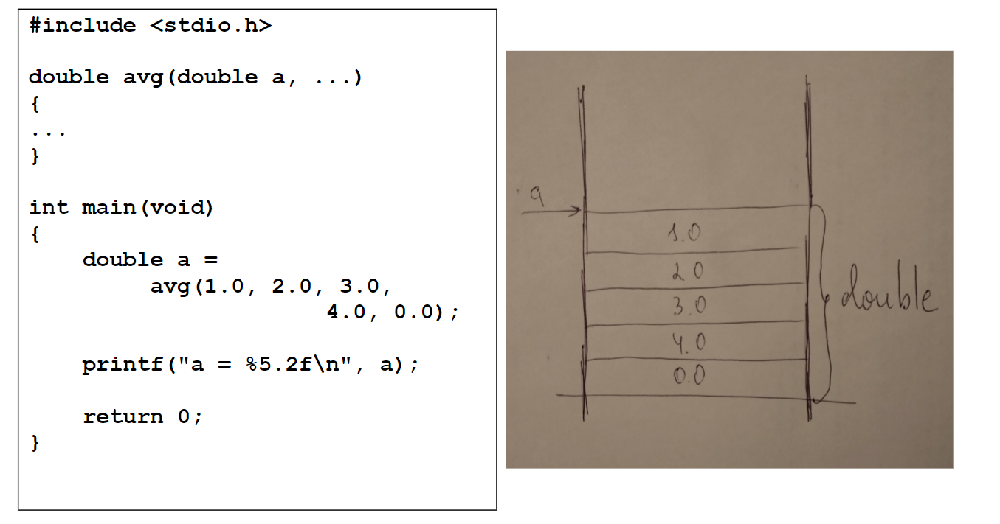 #include <stdio.h>
double avg(double a, ...)
{
...
}
int main(void)
{
double a =
avg(1.0, 2.0, 3.0,
4.0, 0.0);
printf("a = %5.2f\n", a);
return 0;
}
a
1.0
2.0
3.0
4.0
0.0
double